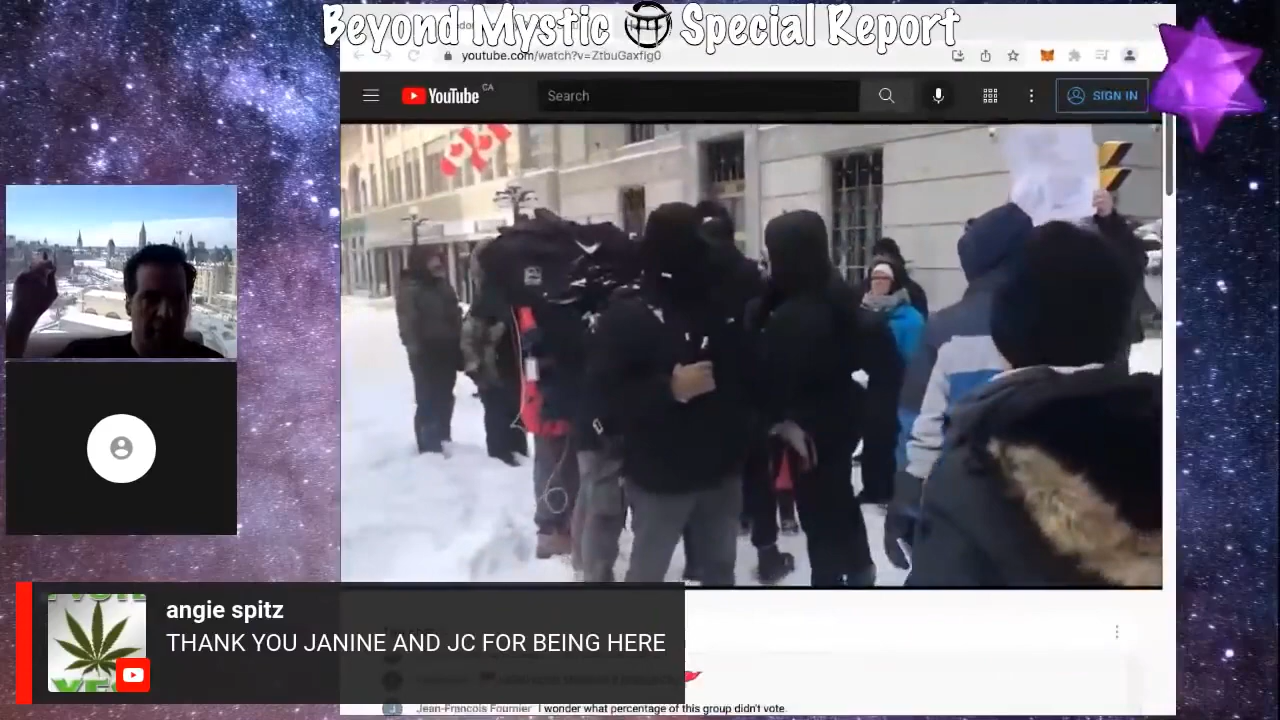 Beyond Mystic Special Report
youtube.com/watch?v=ZtbuGaxfig0
YouTube CA
Search
SIGN IN
angie spitz
THANK YOU JANINE AND JC FOR BEING HERE
Jean-Francois Fournier I wonder what percentage of this group didn't vote.